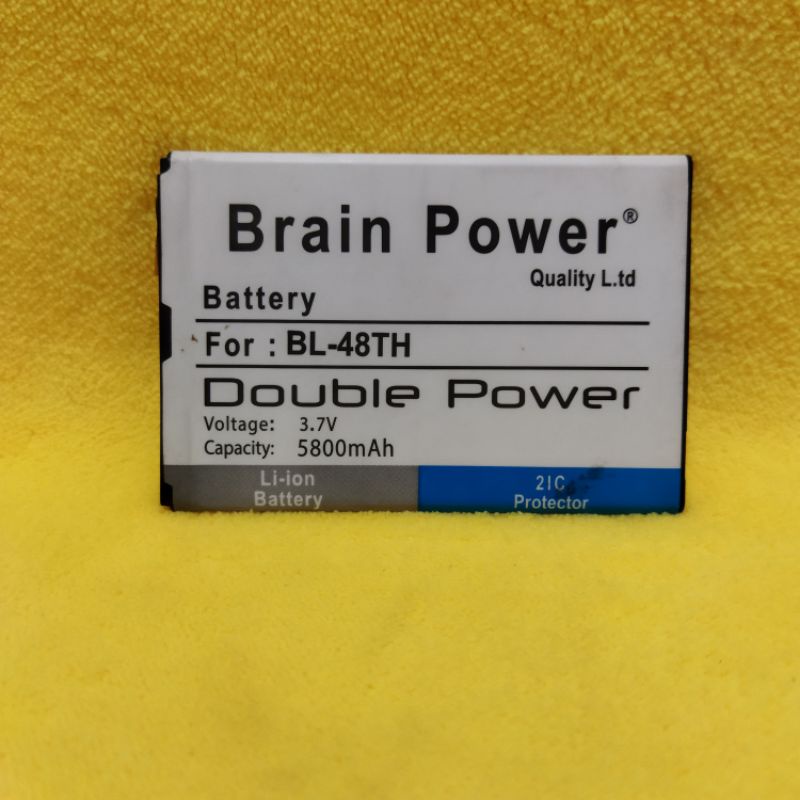 Brain Power®
Quality L.td
Battery
For : BL-48TH
Double Power
Voltage: 3.7V
Capacity: 5800mAh
Li-ion
Battery
2IC
Protector